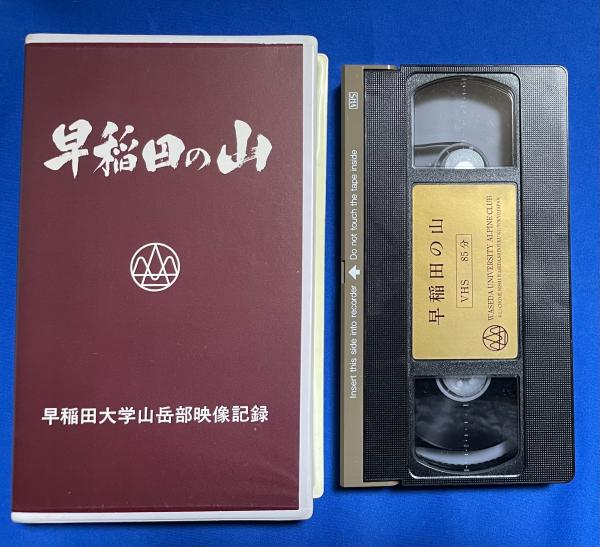 早稲田の山
早稲田大学山岳部映像記録
VHS
Insert this side into recorder
Do not touch the tape inside
早稲田の山
VHS 85分
WASEDA UNIVERSITY ALPINE CLUB